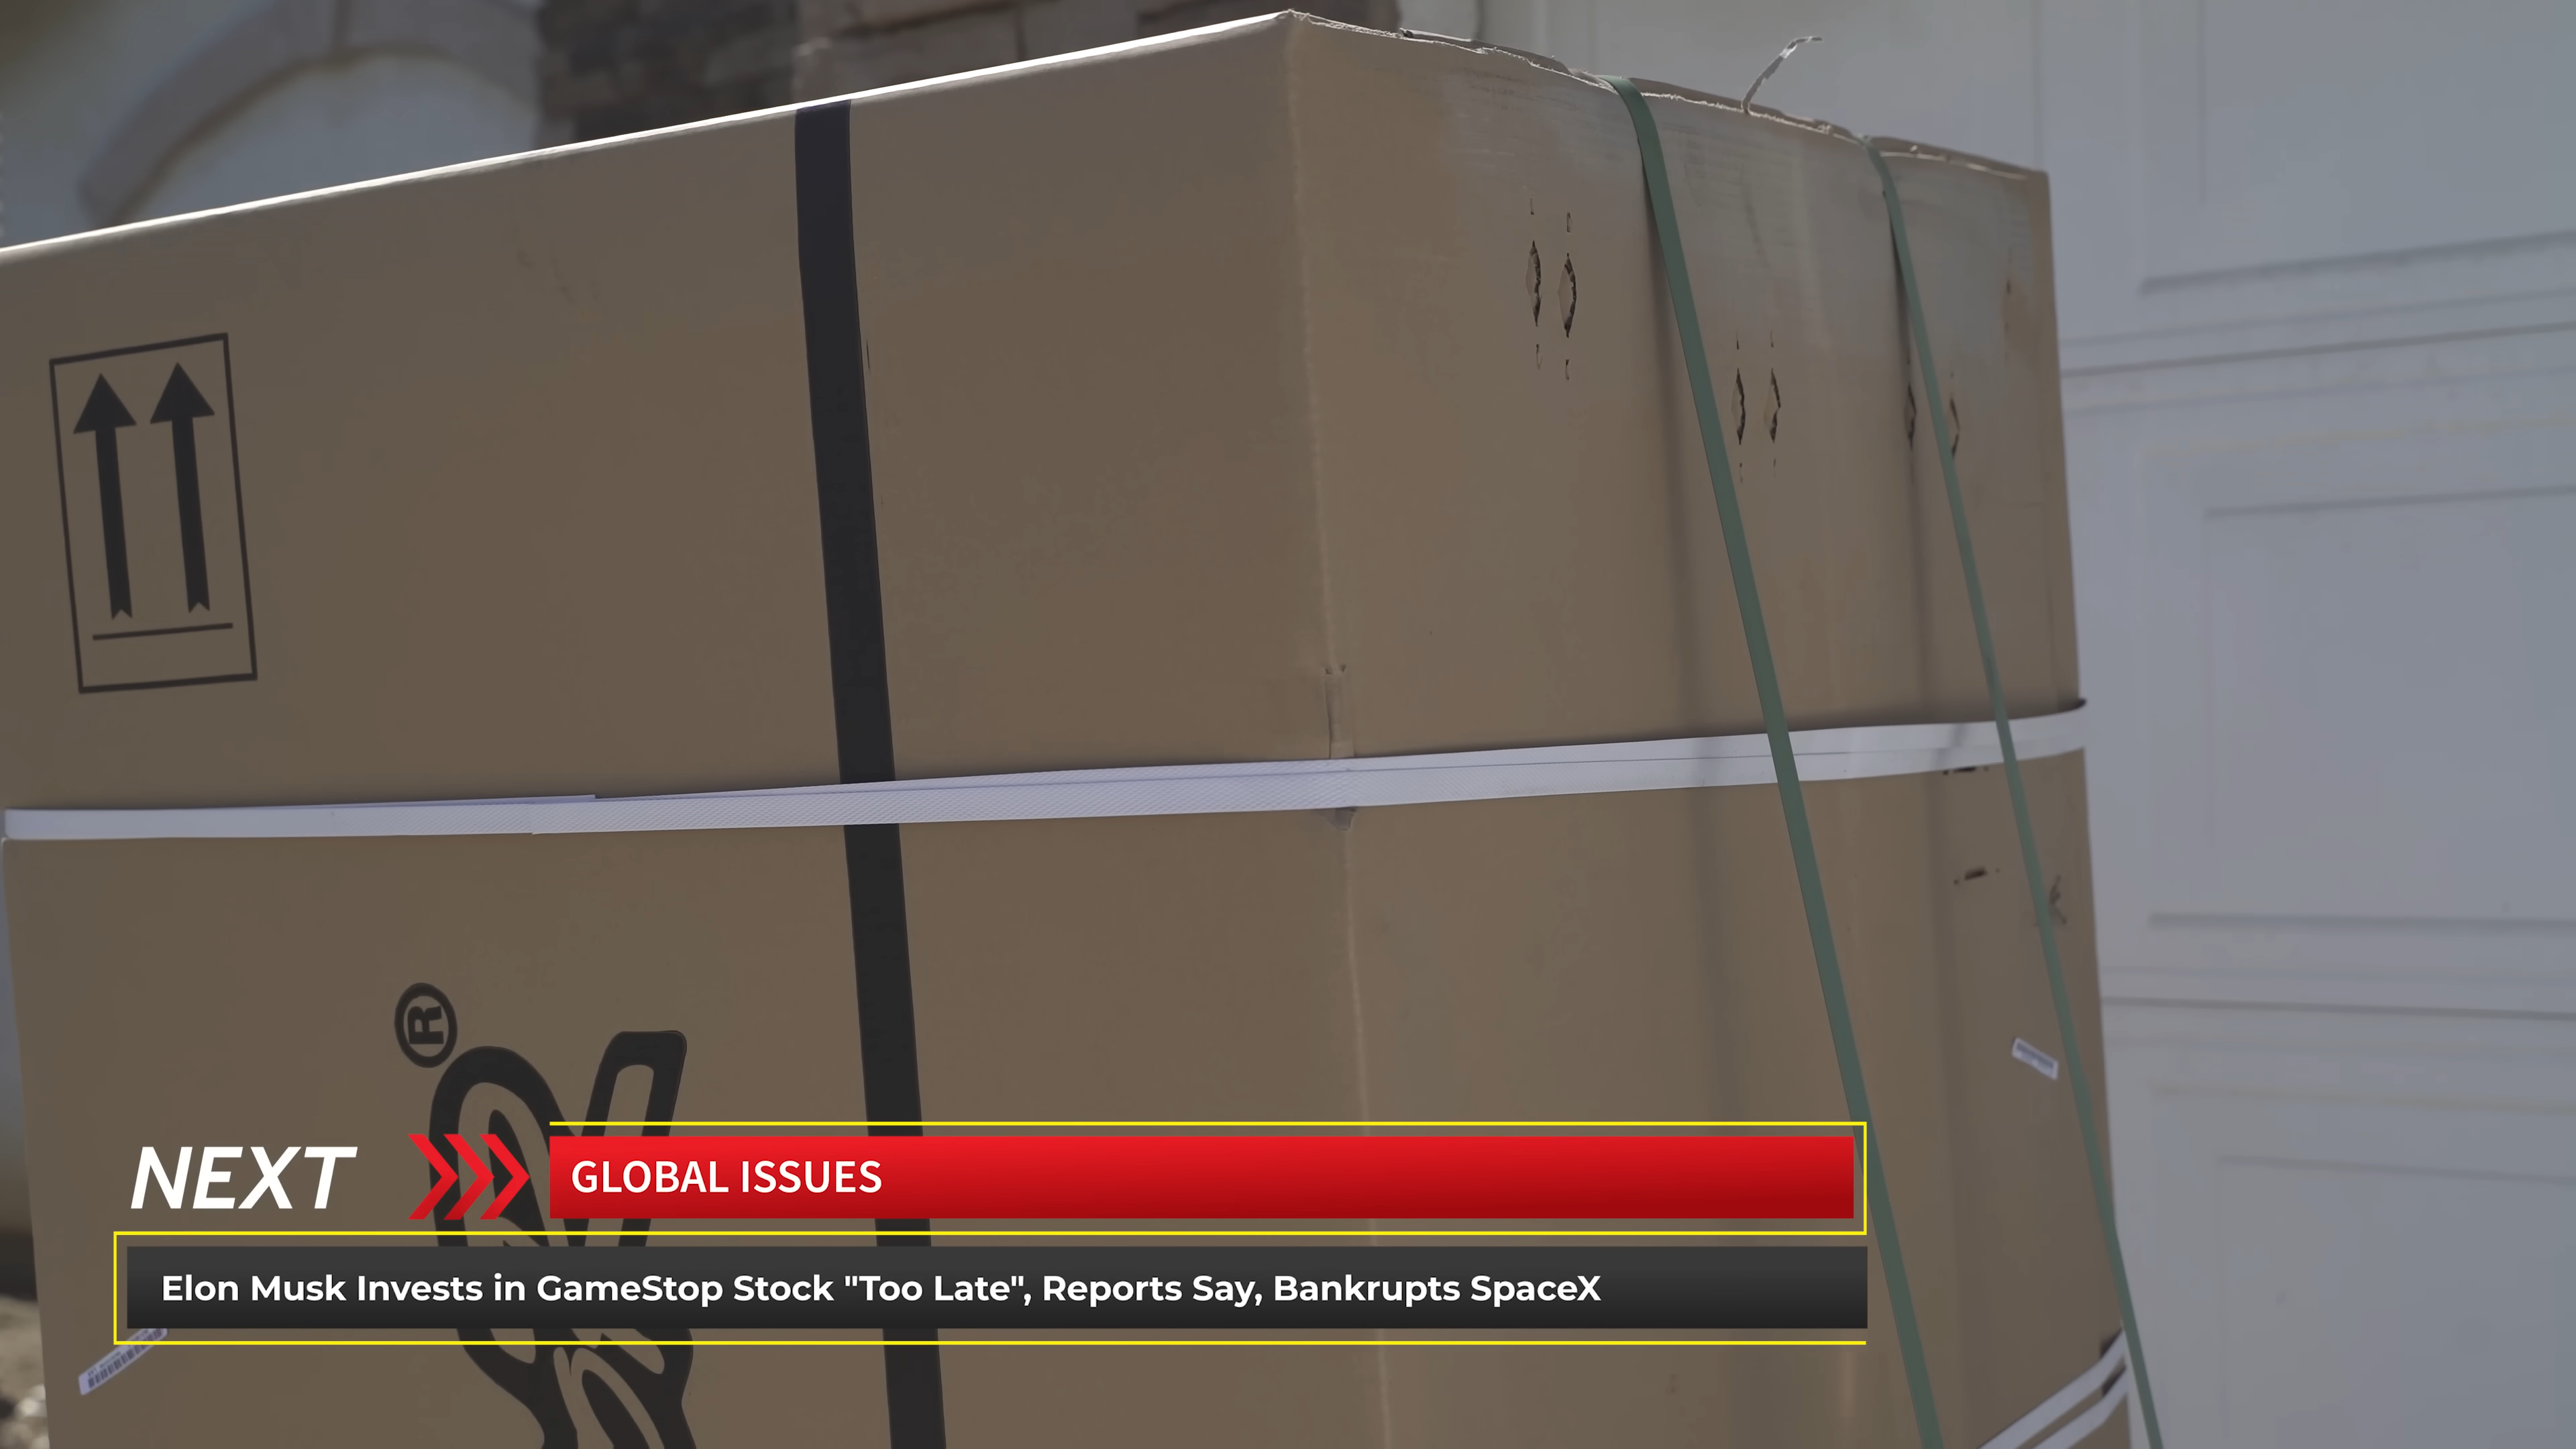 ®
NEXT
GLOBAL ISSUES
Elon Musk Invests in GameStop Stock "Too Late", Reports Say, Bankrupts SpaceX